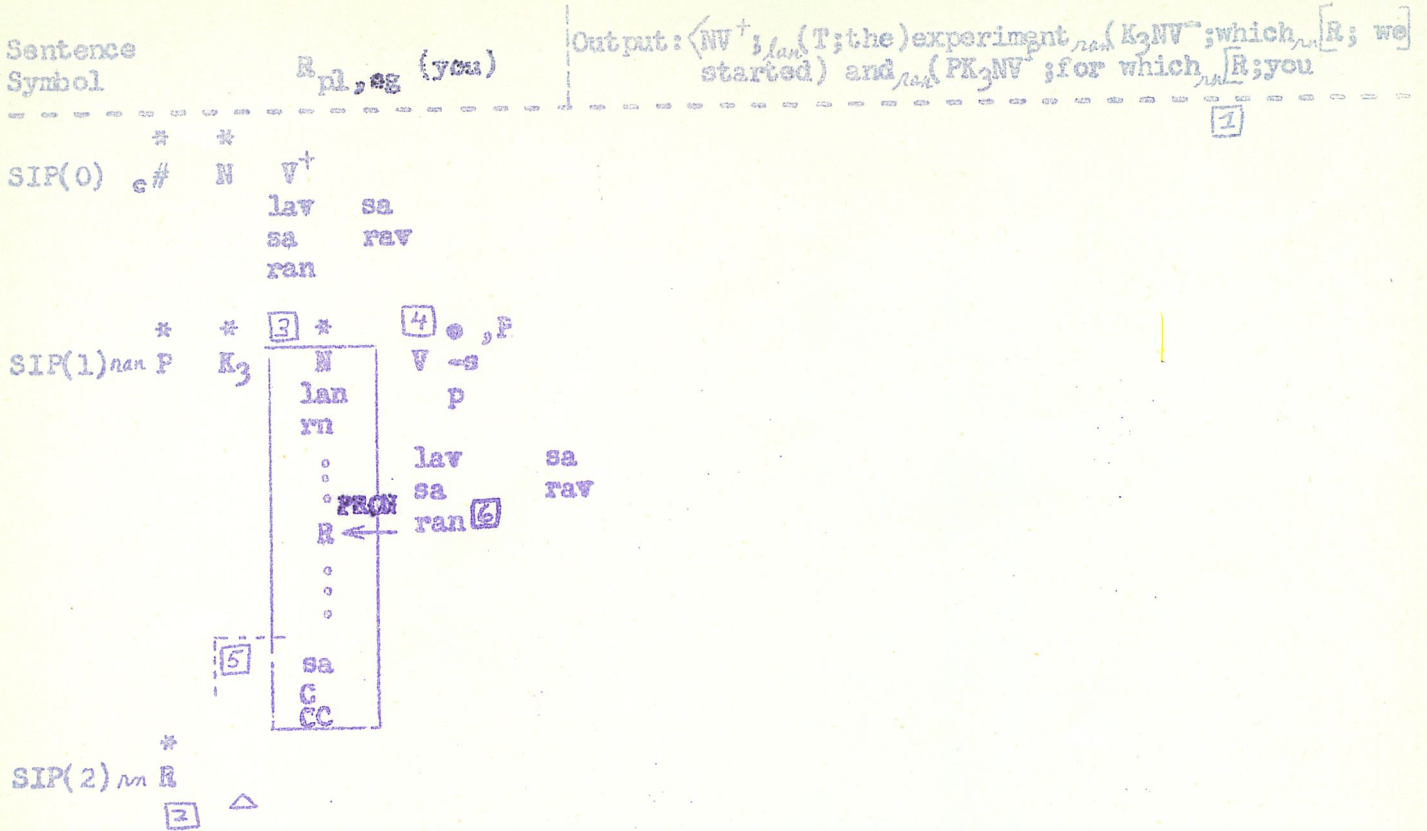 Sentence Symbol R pl,sg (you) Output: ⟨NV⁺; lan(T;the)experiment ran(K₃NV⁻;which rn[R; we]
started) and ran(PK₃NV⁻;for which rn[R;you
1
* *
SIP(0) c# N V⁺
lav sa
sa rav
ran
* * 3 * 4 . ,P
SIP(1) ran P K₃ N V -s
lan p
rn
lav sa
PRON sa rav
R ← ran 6
5
sa
C
CC
*
SIP(2) rn R
2 △